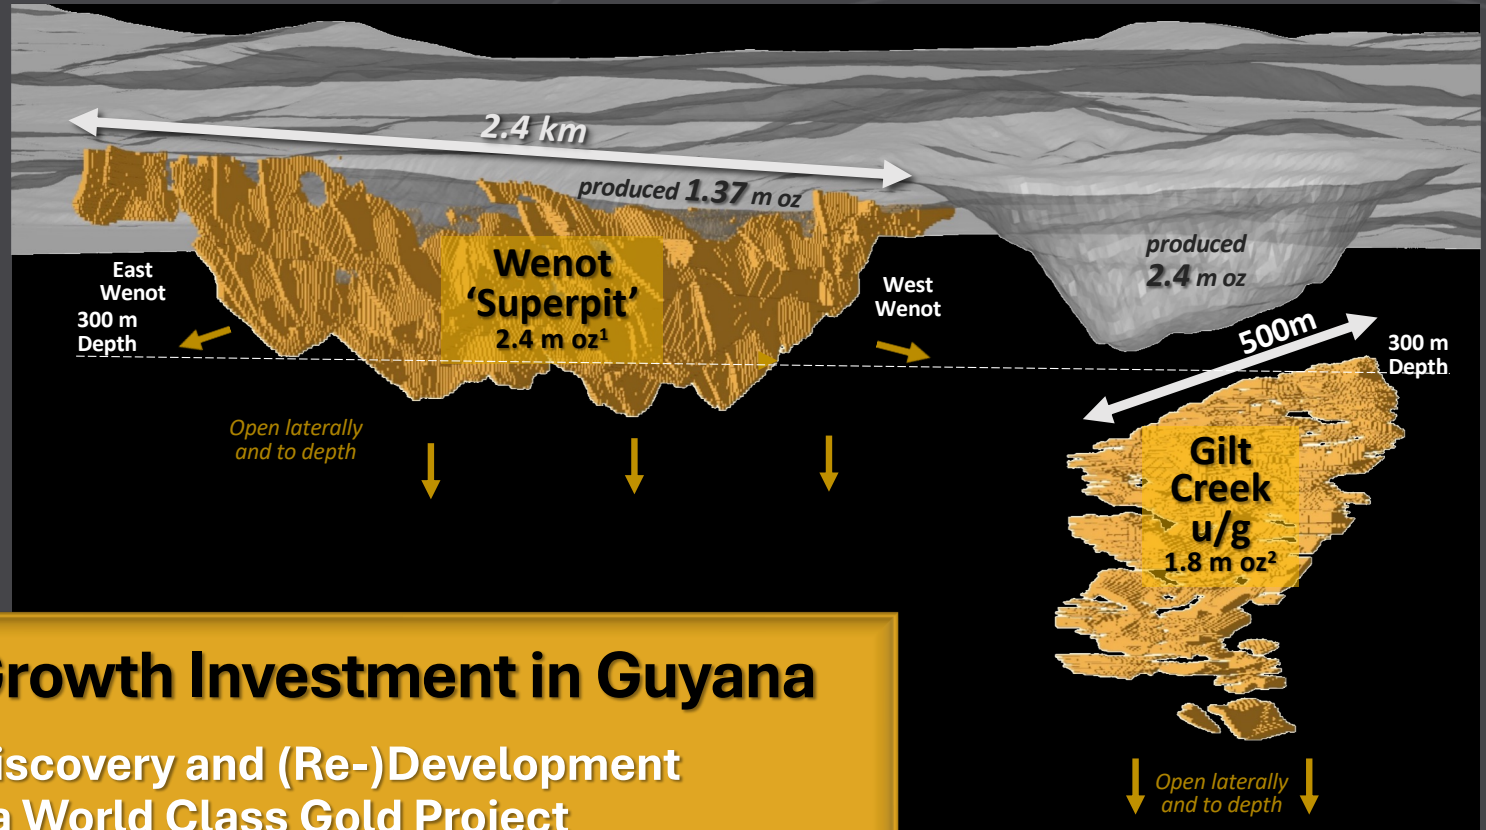 2.4 km
produced 1.37 m oz
East
Wenot
300 m
Depth
Wenot
‘Superpit’
2.4 m oz¹
West
Wenot
produced
2.4 m oz
500m
300 m
Depth
Open laterally
and to depth
Gilt
Creek
u/g
1.8 m oz²
Open laterally
and to depth
Investment in Guyana
and (Re-)Development
World Class Gold Project